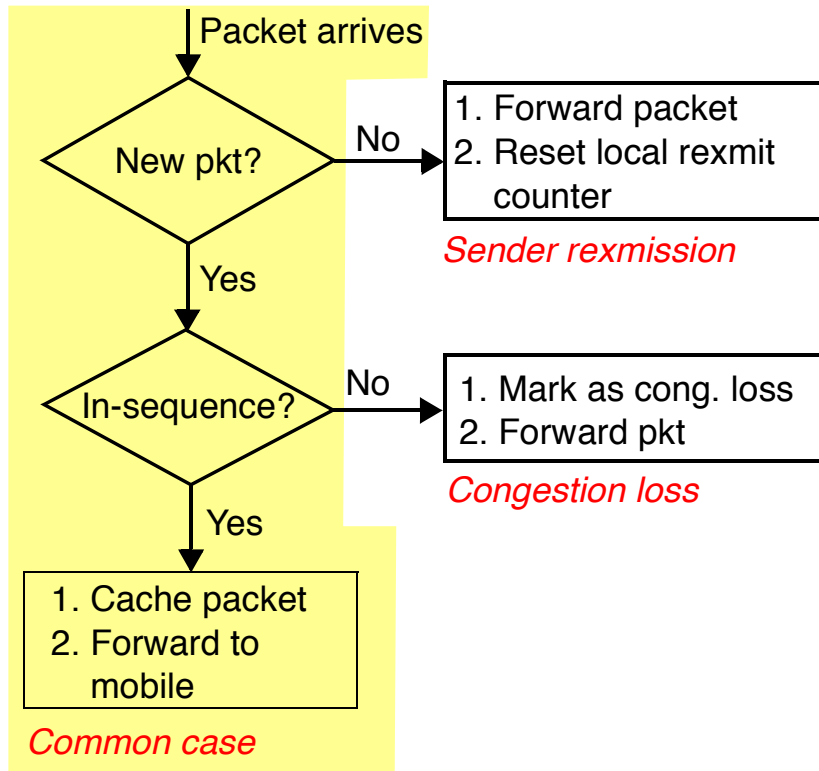 Packet arrives
New pkt?
No
1. Forward packet
2. Reset local rexmit
counter
Sender rexmission
Yes
In-sequence?
No
1. Mark as cong. loss
2. Forward pkt
Congestion loss
Yes
1. Cache packet
2. Forward to
mobile
Common case